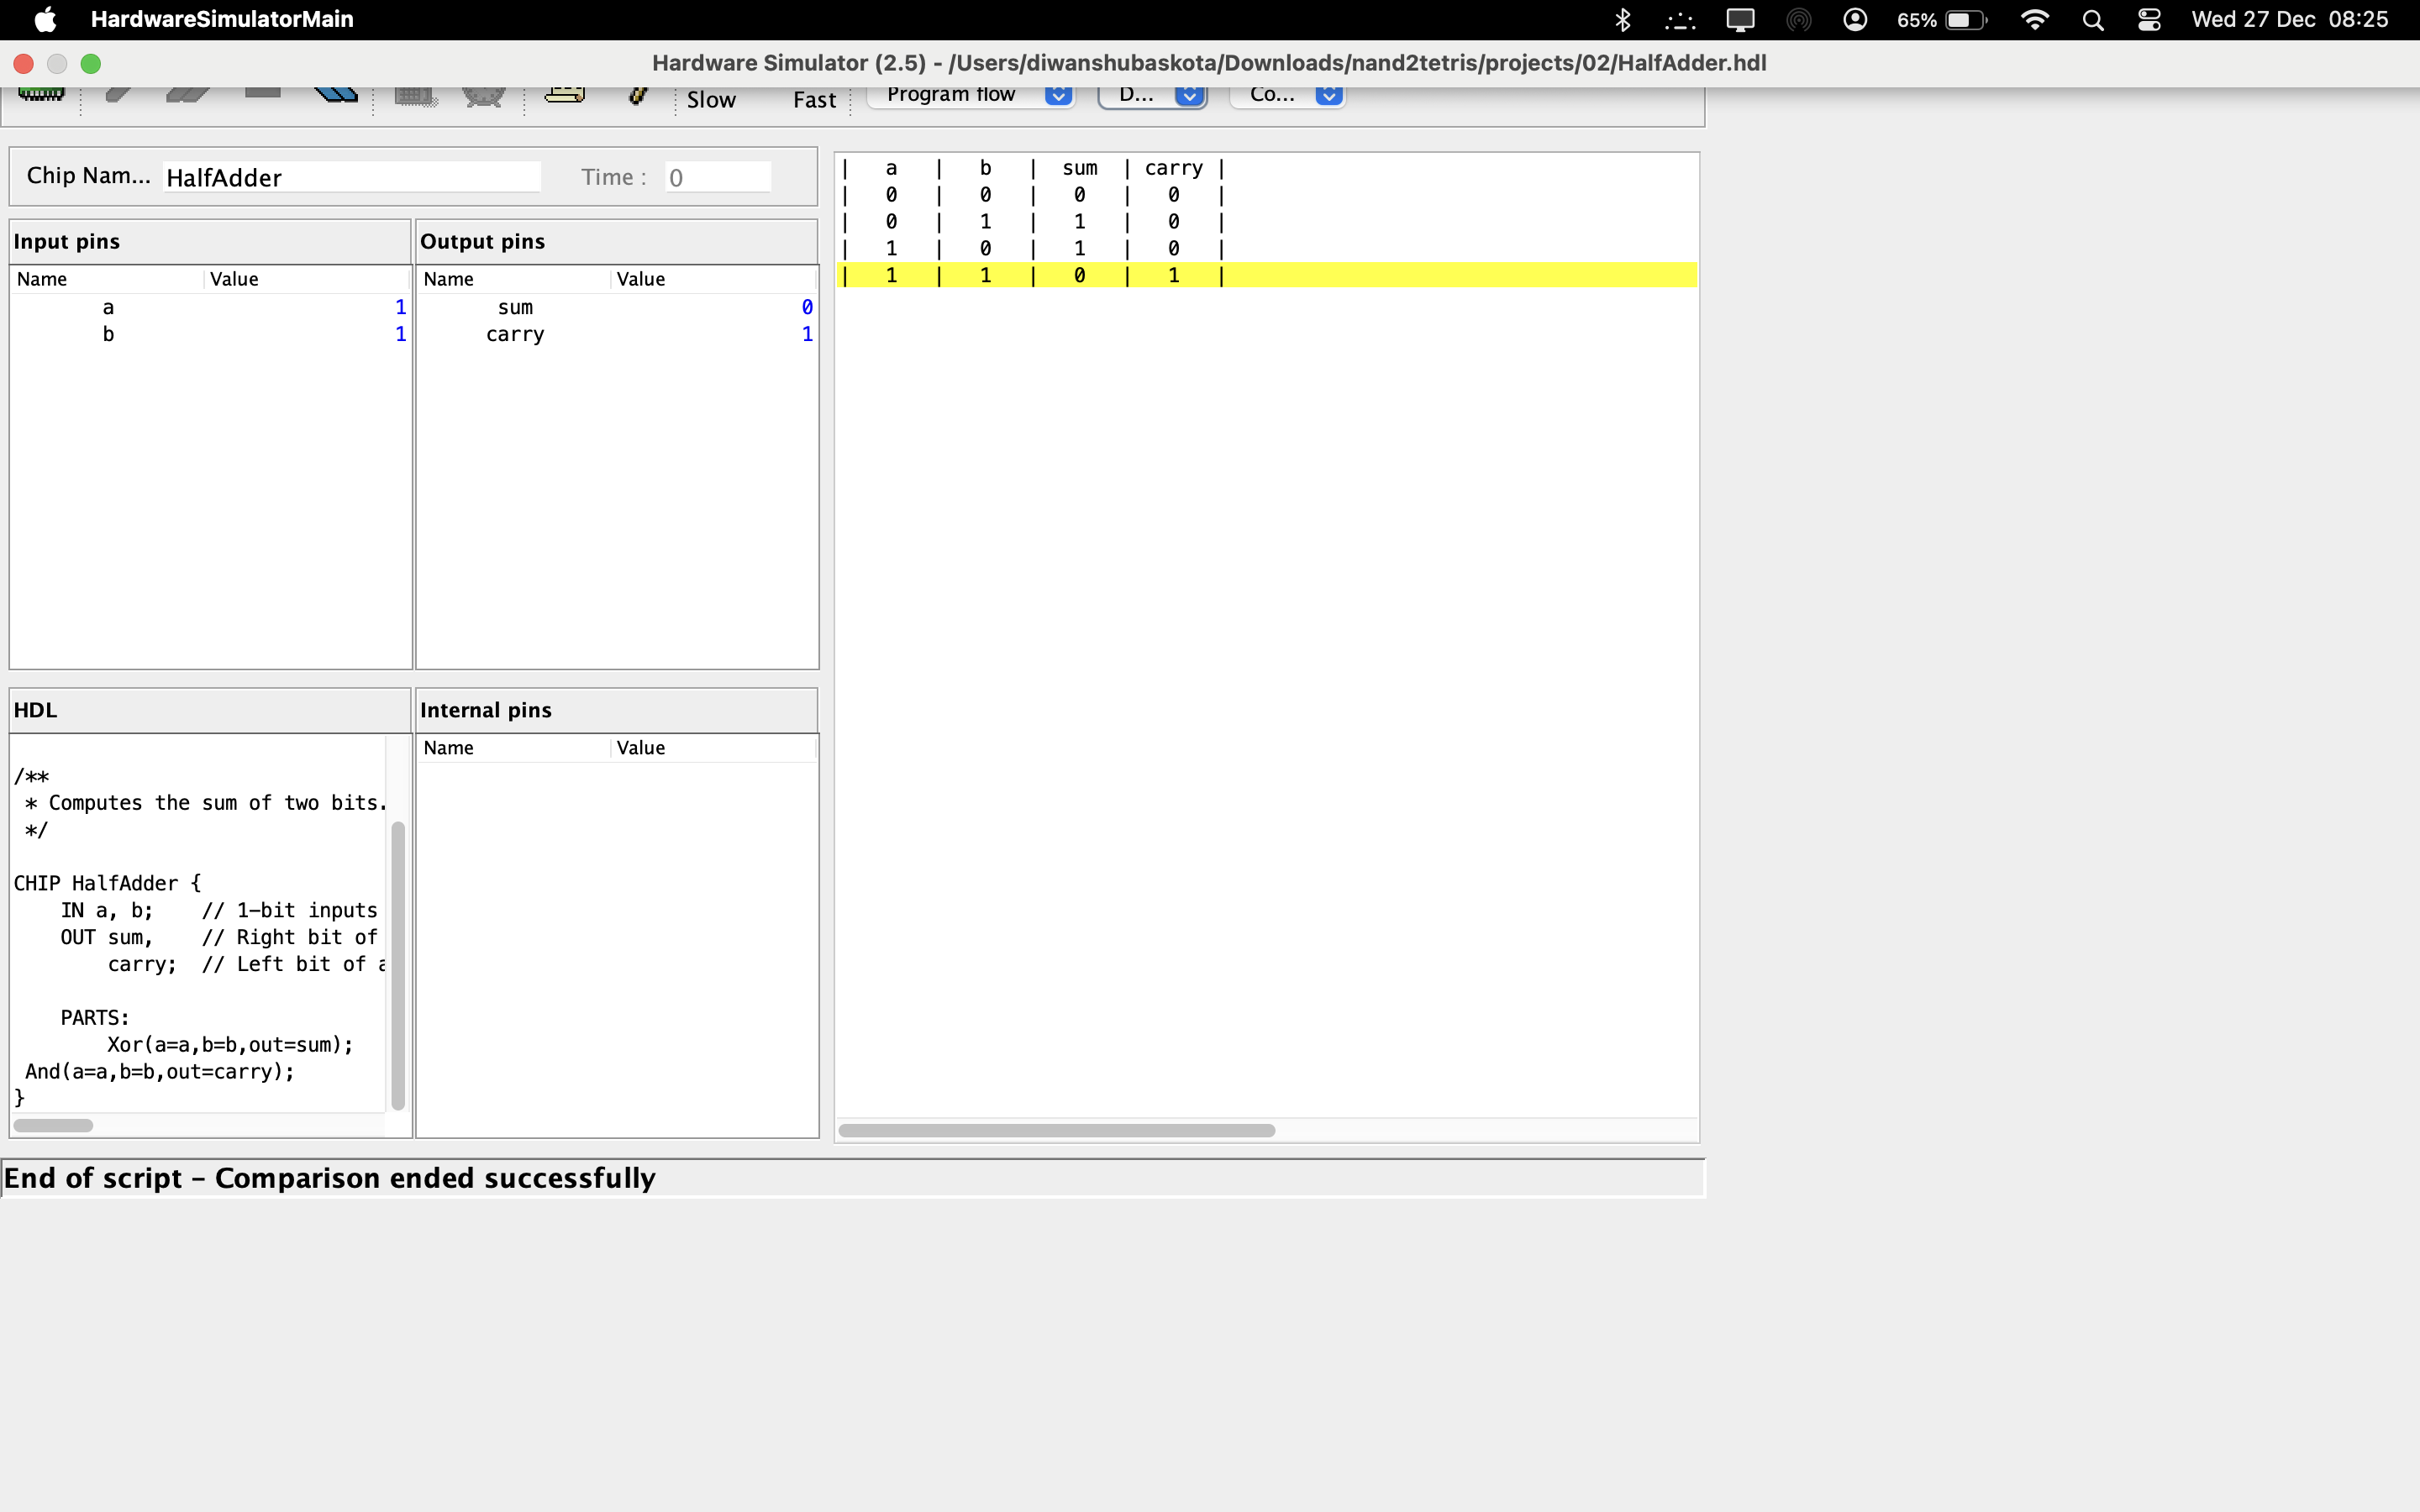 HardwareSimulatorMain 65% Wed 27 Dec 08:25
Hardware Simulator (2.5) - /Users/diwanshubaskota/Downloads/nand2tetris/projects/02/HalfAdder.hdl
Slow Fast Program flow D... Co...
Chip Nam... HalfAdder Time : 0
Input pins
Name Value
a 1
b 1
Output pins
Name Value
sum 0
carry 1
HDL
/**
 * Computes the sum of two bits.
 */
CHIP HalfAdder {
    IN a, b;    // 1-bit inputs
    OUT sum,    // Right bit of
        carry;  // Left bit of
    PARTS:
        Xor(a=a,b=b,out=sum);
 And(a=a,b=b,out=carry);
}
Internal pins
Name Value
| a | b | sum | carry |
| 0 | 0 | 0 | 0 |
| 0 | 1 | 1 | 0 |
| 1 | 0 | 1 | 0 |
| 1 | 1 | 0 | 1 |
End of script – Comparison ended successfully